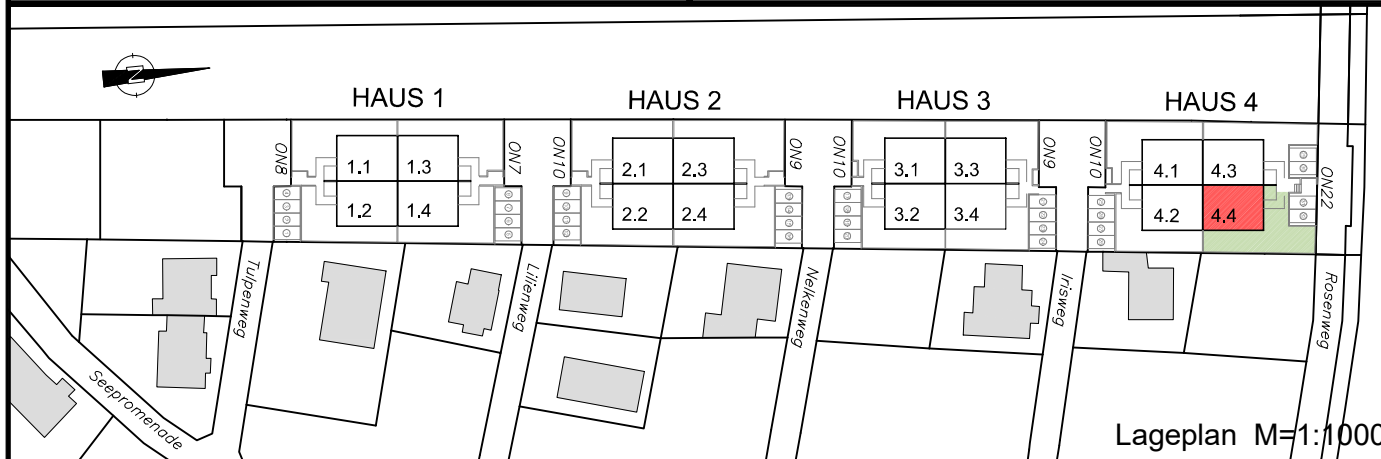 N
HAUS 1
HAUS 2
HAUS 3
HAUS 4
ON8
1.1 1.3
1.2 1.4
ON7
ON10
2.1 2.3
2.2 2.4
ON9
ON10
3.1 3.3
3.2 3.4
ON9
ON10
4.1 4.3
4.2 4.4
ON22
Tulpenweg
Lilienweg
Nelkenweg
Irisweg
Rosenweg
Seepromenade
Lageplan M=1:1000